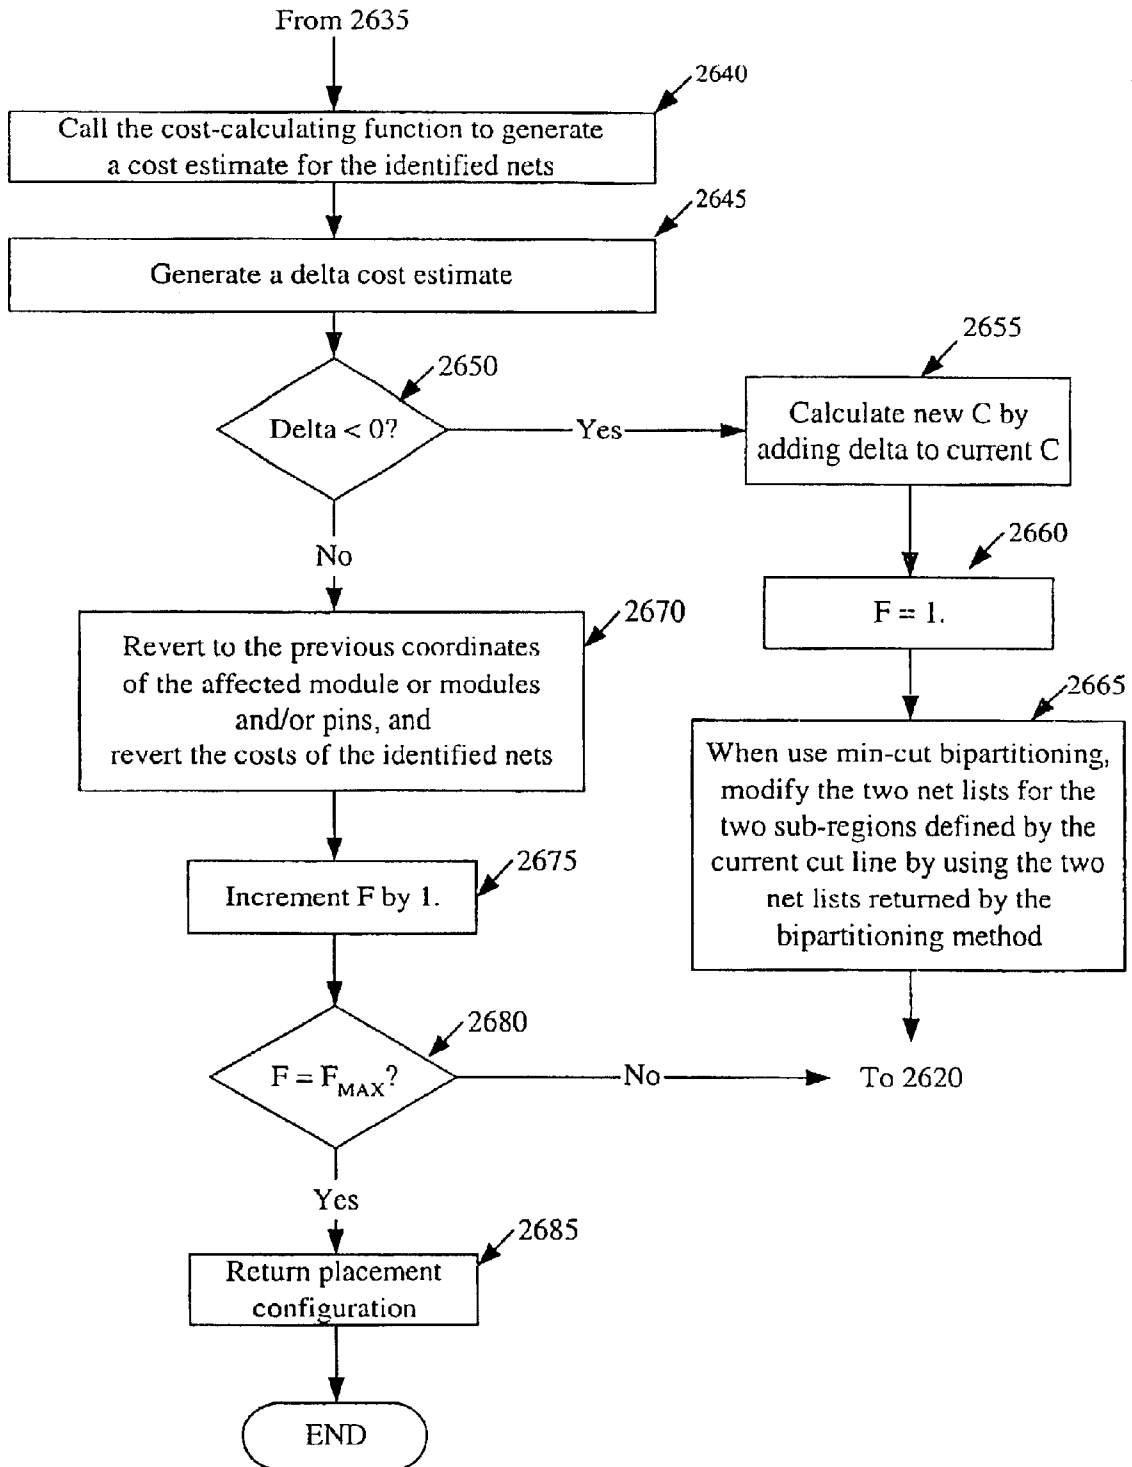 From 2635
2640
Call the cost-calculating function to generate
a cost estimate for the identified nets
2645
Generate a delta cost estimate
2650
Delta < 0?
Yes
2655
Calculate new C by
adding delta to current C
2660
F = 1.
2665
When use min-cut bipartitioning,
modify the two net lists for the
two sub-regions defined by the
current cut line by using the two
net lists returned by the
bipartitioning method
No
2670
Revert to the previous coordinates
of the affected module or modules
and/or pins, and
revert the costs of the identified nets
2675
Increment F by 1.
2680
F = FMAX?
No
To 2620
Yes
2685
Return placement
configuration
END